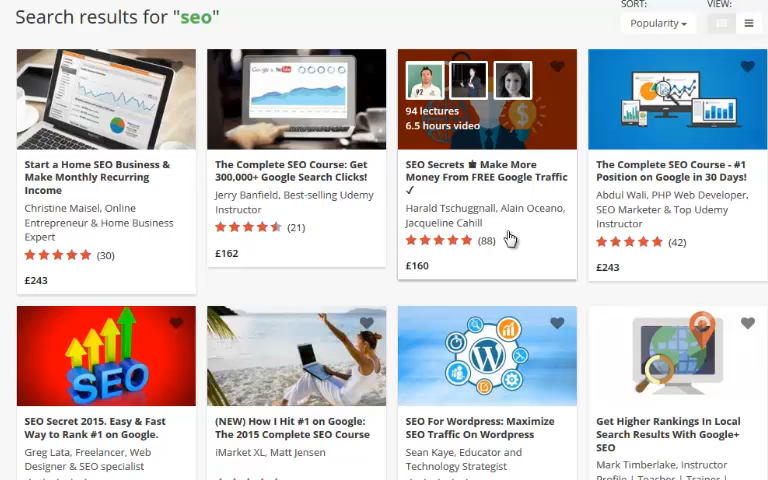 Search results for "seo"
SORT:
VIEW:
Popularity
94 lectures
6.5 hours video
Start a Home SEO Business &
Make Monthly Recurring
Income
Christine Maisel, Online
Entrepreneur & Home Business
Expert
(30)
£243
The Complete SEO Course: Get
300,000+ Google Search Clicks!
Jerry Banfield, Best-selling Udemy
Instructor
(21)
£162
SEO Secrets ♚ Make More
Money From FREE Google Traffic
✓
Harald Tschuggnall, Alain Oceano,
Jacqueline Cahill
(88)
£160
The Complete SEO Course - #1
Position on Google in 30 Days!
Abdul Wali, PHP Web Developer,
SEO Marketer & Top Udemy
Instructor
(42)
£243
SEO
SEO Secret 2015. Easy & Fast
Way to Rank #1 on Google.
Greg Lata, Freelancer, Web
Designer & SEO specialist
(NEW) How I Hit #1 on Google:
The 2015 Complete SEO Course
iMarket XL, Matt Jensen
SEO For Wordpress: Maximize
SEO Traffic On Wordpress
Sean Kaye, Educator and
Technology Strategist
Get Higher Rankings In Local
Search Results With Google+
SEO
Mark Timberlake, Instructor
Profile | Teacher | Trainer |